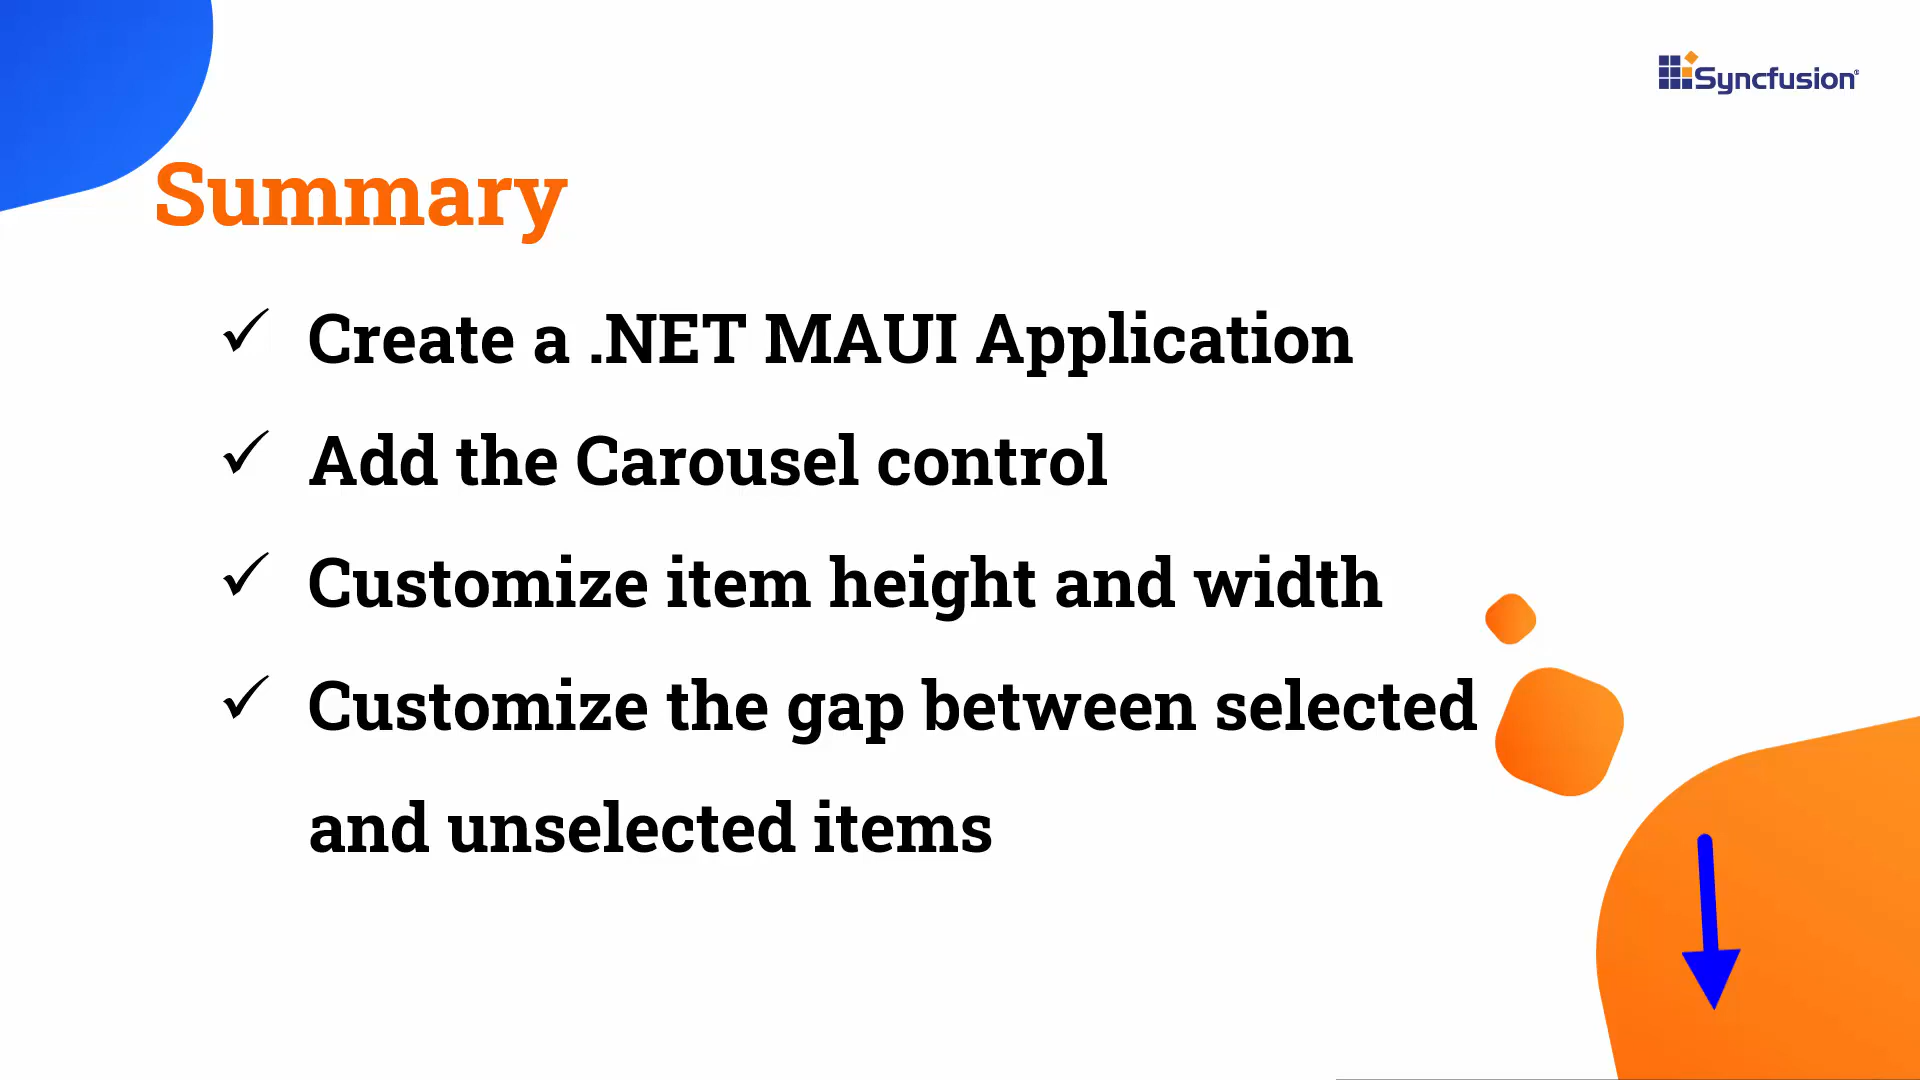 Syncfusion®
Summary
✓ Create a .NET MAUI Application
✓ Add the Carousel control
✓ Customize item height and width
✓ Customize the gap between selected
and unselected items